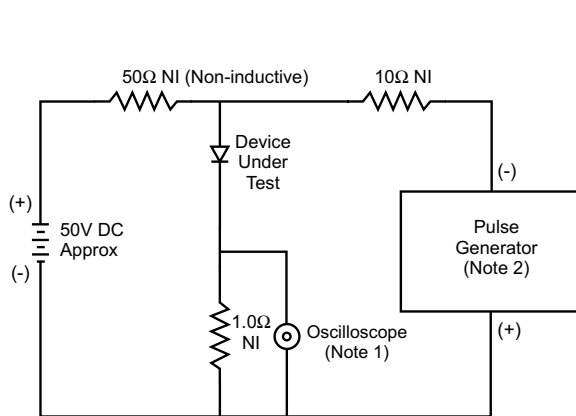 50Ω NI (Non-inductive)
10Ω NI
Device
Under
Test
(-)
(+)
50V DC
Approx
(-)
Pulse
Generator
(Note 2)
1.0Ω
NI
Oscilloscope
(Note 1)
(+)